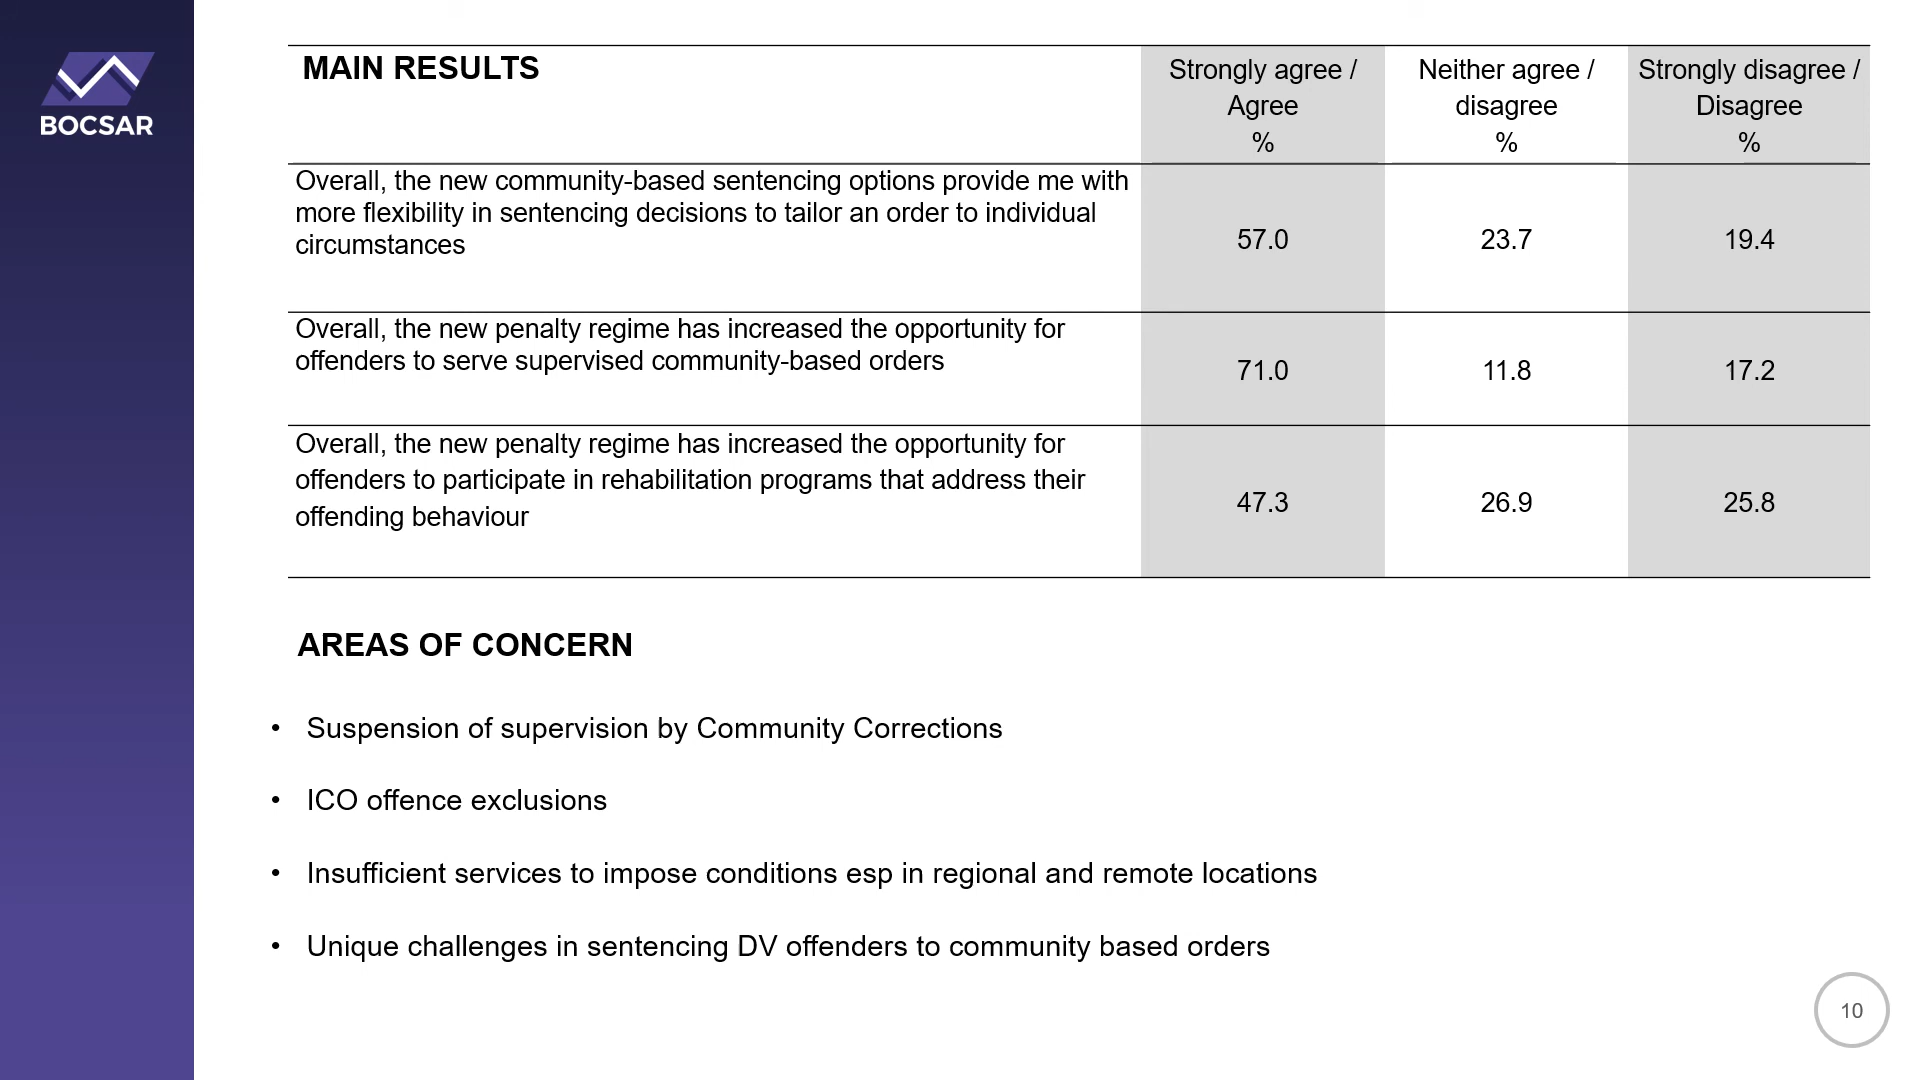 BOCSAR
MAIN RESULTS
Strongly agree /
Agree
%
Neither agree /
disagree
%
Strongly disagree /
Disagree
%
Overall, the new community-based sentencing options provide me with
more flexibility in sentencing decisions to tailor an order to individual
circumstances
57.0
23.7
19.4
Overall, the new penalty regime has increased the opportunity for
offenders to serve supervised community-based orders
71.0
11.8
17.2
Overall, the new penalty regime has increased the opportunity for
offenders to participate in rehabilitation programs that address their
offending behaviour
47.3
26.9
25.8
AREAS OF CONCERN
• Suspension of supervision by Community Corrections
• ICO offence exclusions
• Insufficient services to impose conditions esp in regional and remote locations
• Unique challenges in sentencing DV offenders to community based orders
10